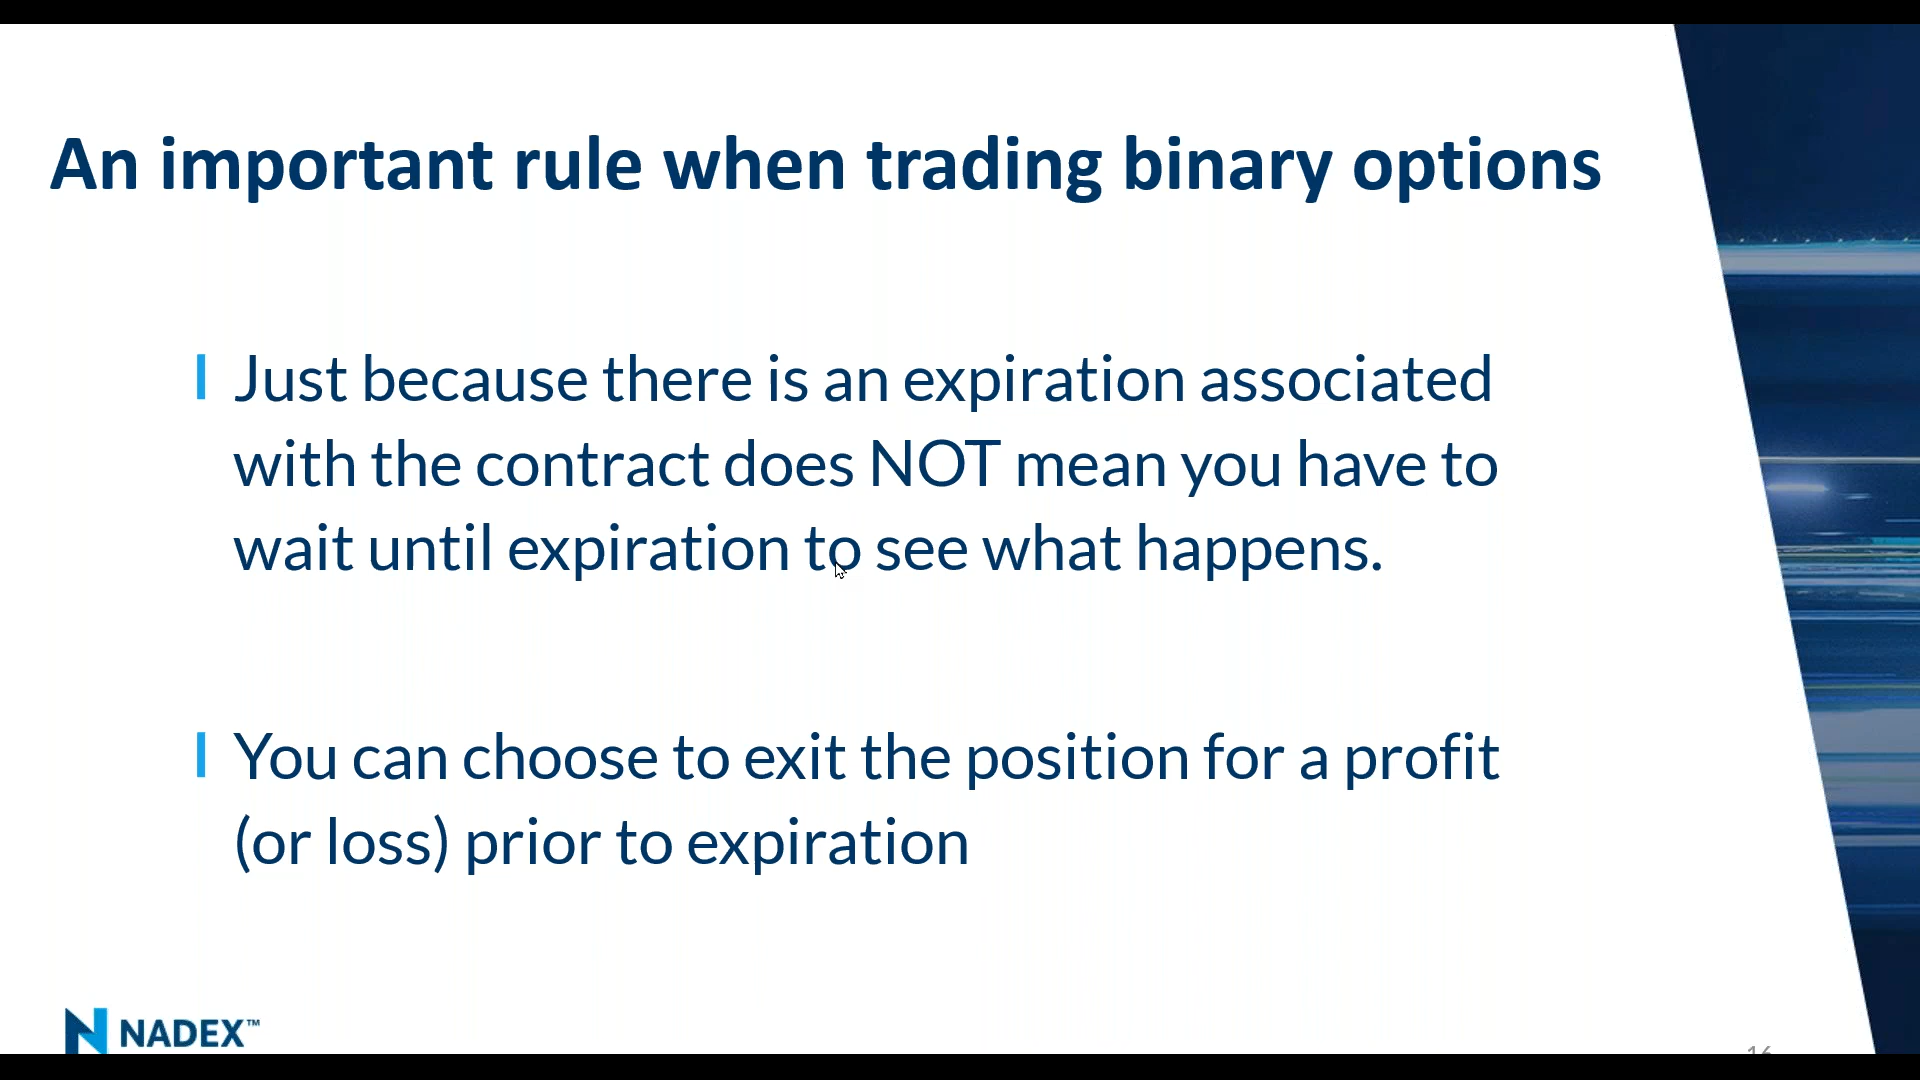 An important rule when trading binary options
Just because there is an expiration associated
with the contract does NOT mean you have to
wait until expiration to see what happens.
You can choose to exit the position for a profit
(or loss) prior to expiration
NADEX™